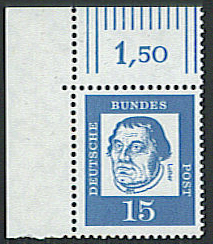 1,50
BUNDES
DEUTSCHE
POST
Luther
15